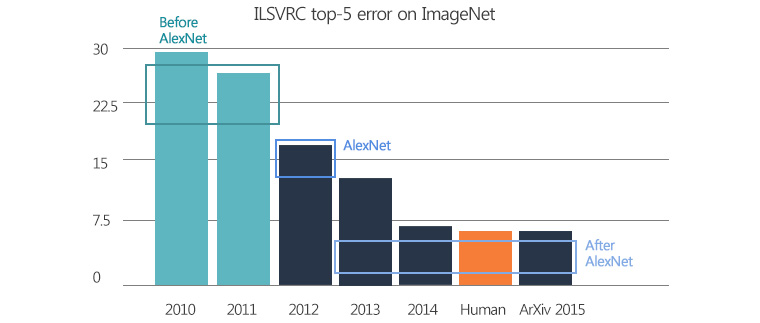 ILSVRC top-5 error on ImageNet
Before
AlexNet
30
22.5
AlexNet
15
7.5
After
AlexNet
0
2010 2011 2012 2013 2014 Human ArXiv 2015